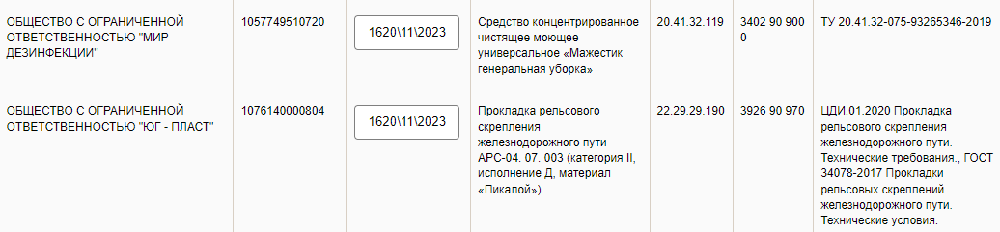 ОБЩЕСТВО С ОГРАНИЧЕННОЙ
ОТВЕТСТВЕННОСТЬЮ "МИР
ДЕЗИНФЕКЦИИ"
1057749510720
1620\11\2023
Средство концентрированное
чистящее моющее
универсальное «Мажестик
генеральная уборка»
20.41.32.119
3402 90 900
0
ТУ 20.41.32-075-93265346-2019
ОБЩЕСТВО С ОГРАНИЧЕННОЙ
ОТВЕТСТВЕННОСТЬЮ "ЮГ - ПЛАСТ"
1076140000804
1620\11\2023
Прокладка рельсового
скрепления
железнодорожного пути
АРС-04. 07. 003 (категория II,
исполнение Д, материал
«Пикалой»)
22.29.29.190
3926 90 970
ЦДИ.01.2020 Прокладка
рельсового скрепления
железнодорожного пути.
Технические требования., ГОСТ
34078-2017 Прокладки
рельсовых скреплений
железнодорожного пути.
Технические условия.